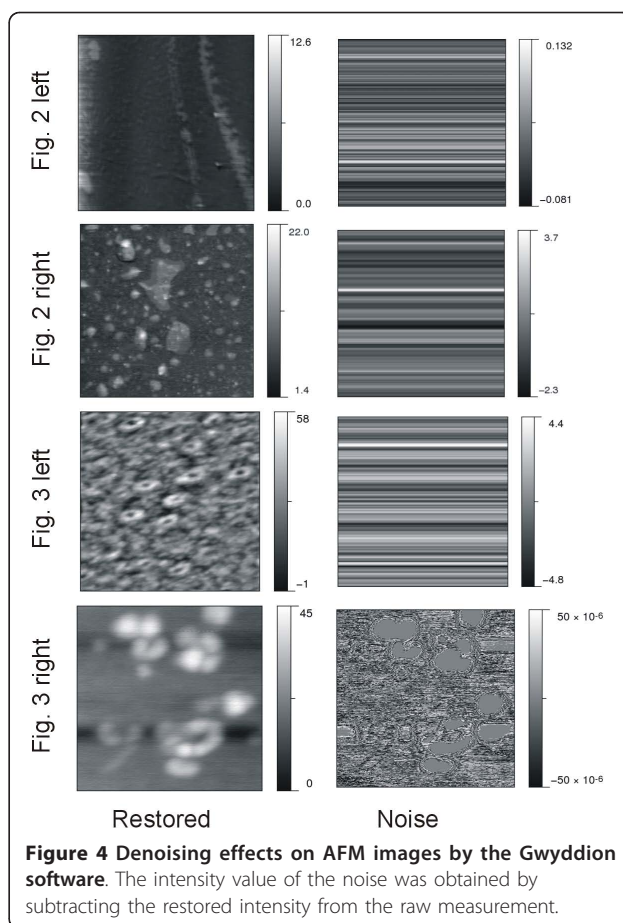 Fig. 2 left
12.6
0.0
0.132
−0.081
Fig. 2 right
22.0
1.4
3.7
−2.3
Fig. 3 left
58
−1
4.4
−4.8
Fig. 3 right
45
0
50 × 10⁻⁶
−50 × 10⁻⁶
Restored
Noise
Figure 4 Denoising effects on AFM images by the Gwyddion
software. The intensity value of the noise was obtained by
subtracting the restored intensity from the raw measurement.